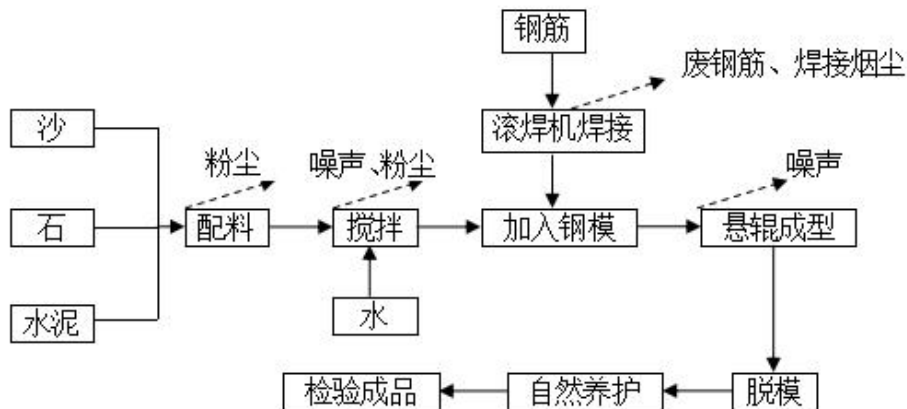 钢筋
废钢筋、焊接烟尘
沙
滚焊机焊接
粉尘
噪声、粉尘
噪声
石
配料
搅拌
加入钢模
悬辊成型
水泥
水
检验成品
自然养护
脱模